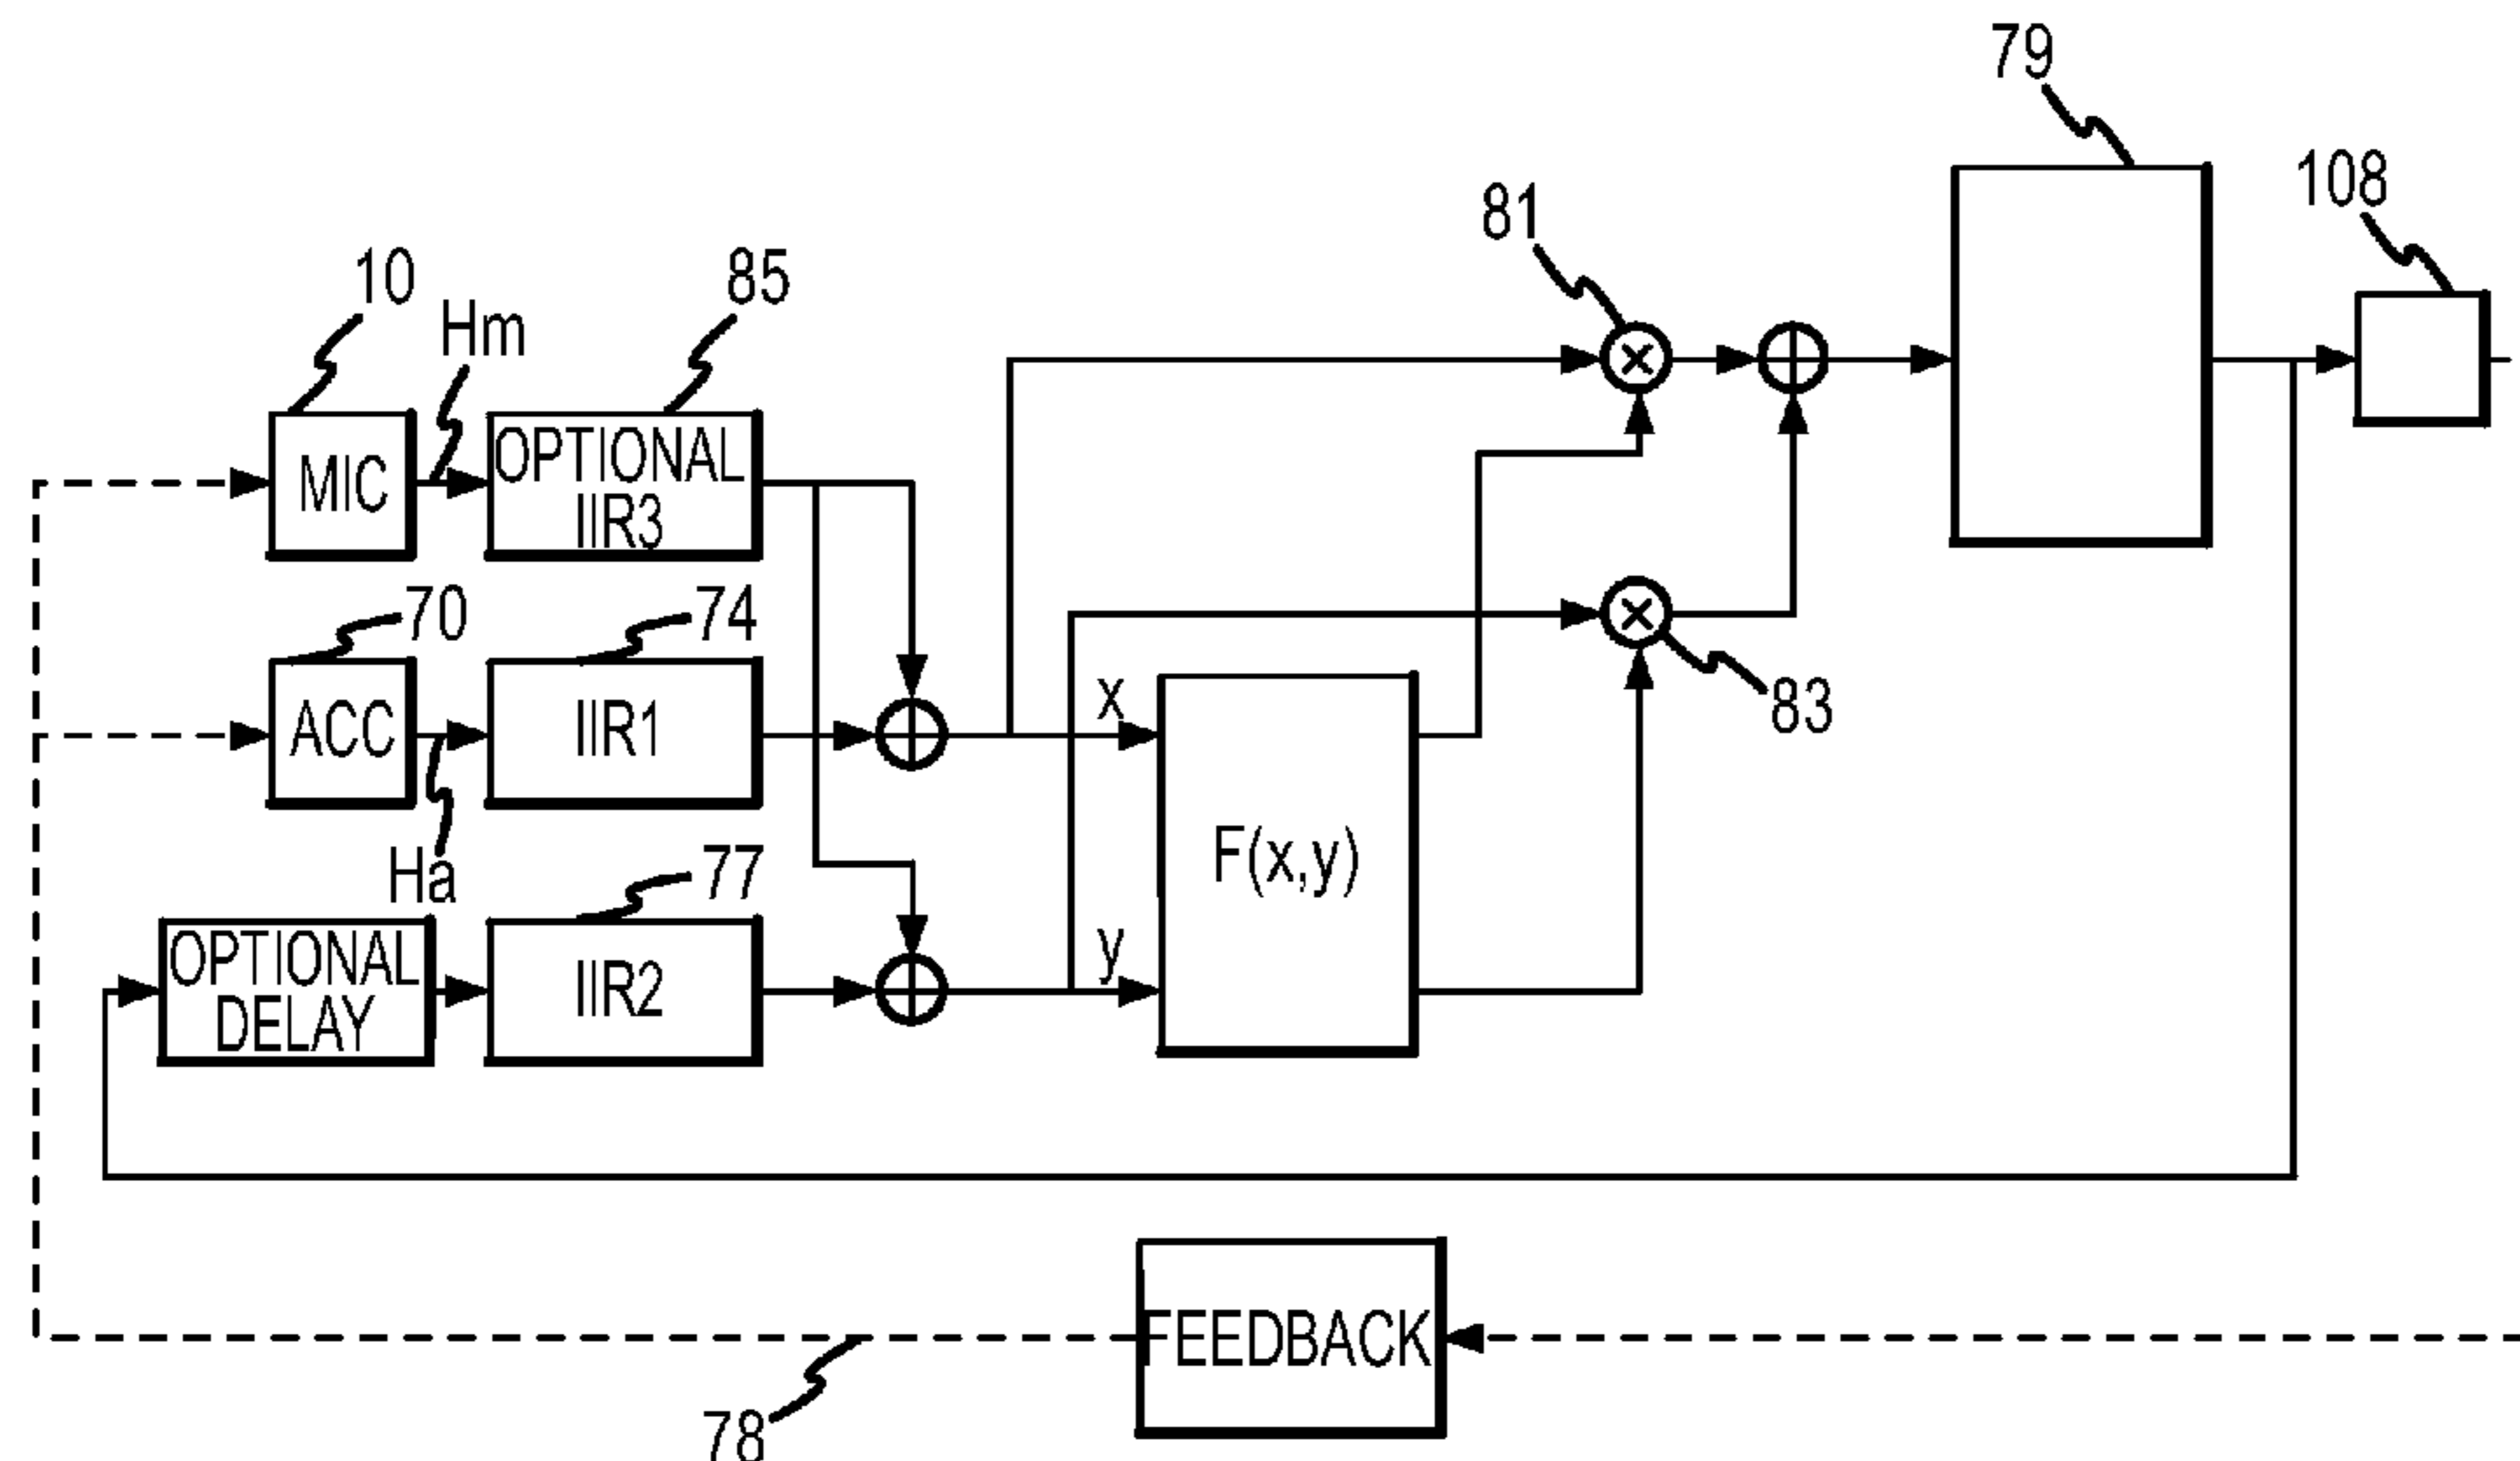 79
108
81
10
85
Hm
MIC
OPTIONAL
IIR3
70
74
ACC
IIR1
x
83
Ha
77
F(x,y)
OPTIONAL
DELAY
IIR2
y
FEEDBACK
78